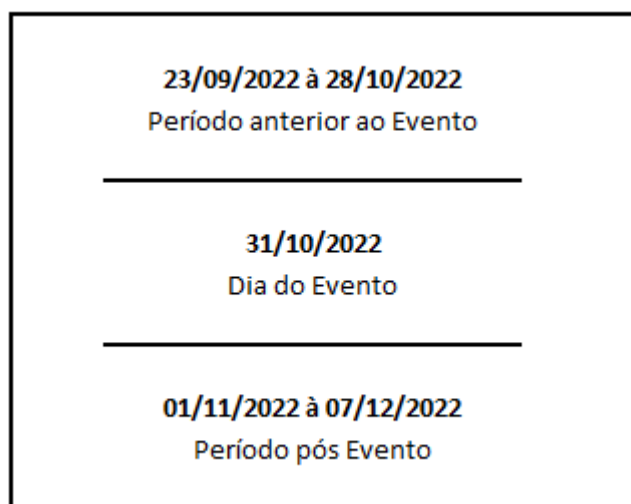 23/09/2022 à 28/10/2022
Período anterior ao Evento
31/10/2022
Dia do Evento
01/11/2022 à 07/12/2022
Período pós Evento